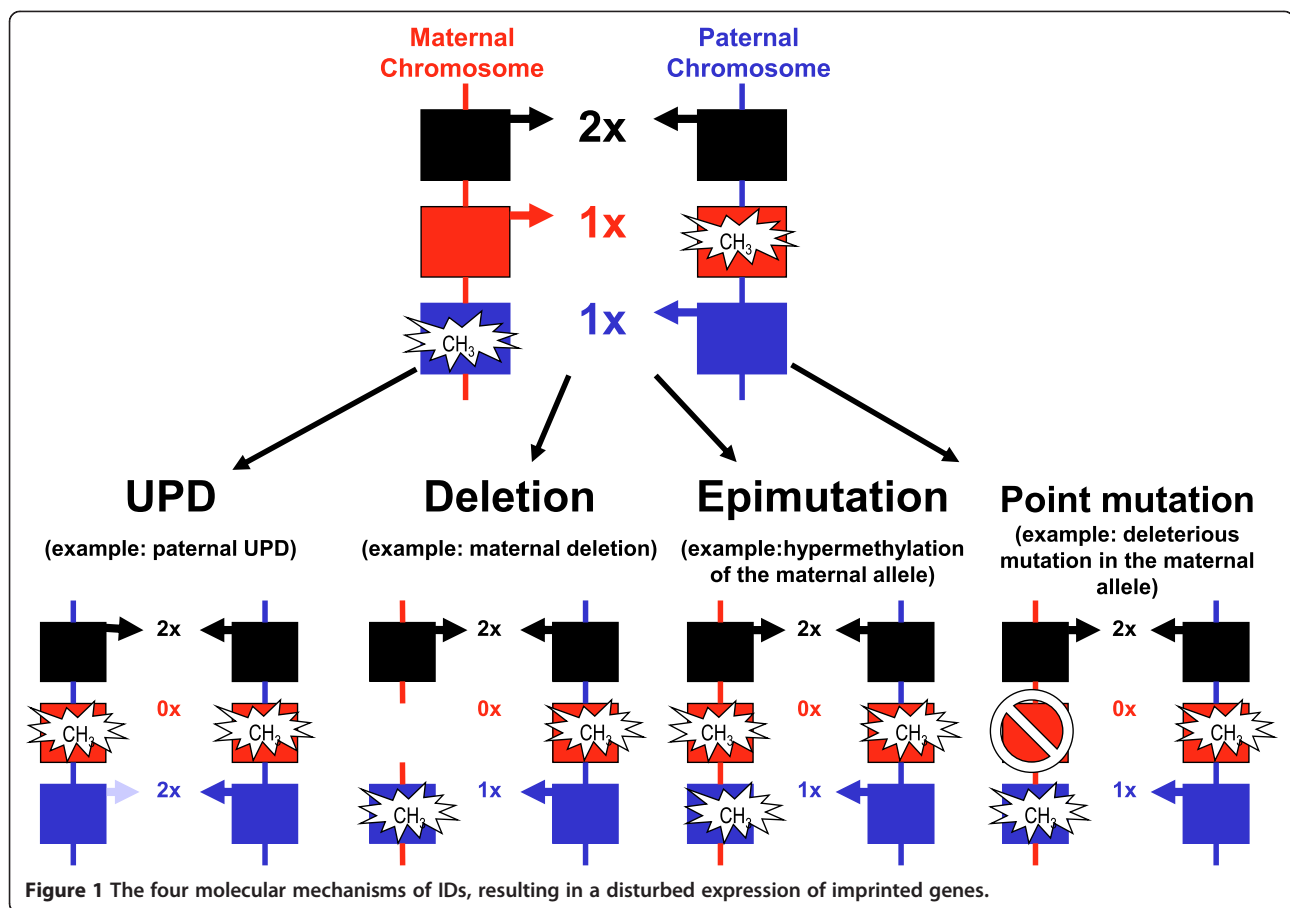 Maternal
Chromosome
Paternal
Chromosome
2x
1x
CH3
CH3
1x
UPD
(example: paternal UPD)
2x
CH3
0x
CH3
2x
Deletion
(example: maternal deletion)
2x
0x
CH3
CH3
1x
Epimutation
(example:hypermethylation
of the maternal allele)
2x
CH3
0x
CH3
CH3
1x
Point mutation
(example: deleterious
mutation in the maternal
allele)
2x
0x
CH3
CH3
1x
Figure 1 The four molecular mechanisms of IDs, resulting in a disturbed expression of imprinted genes.